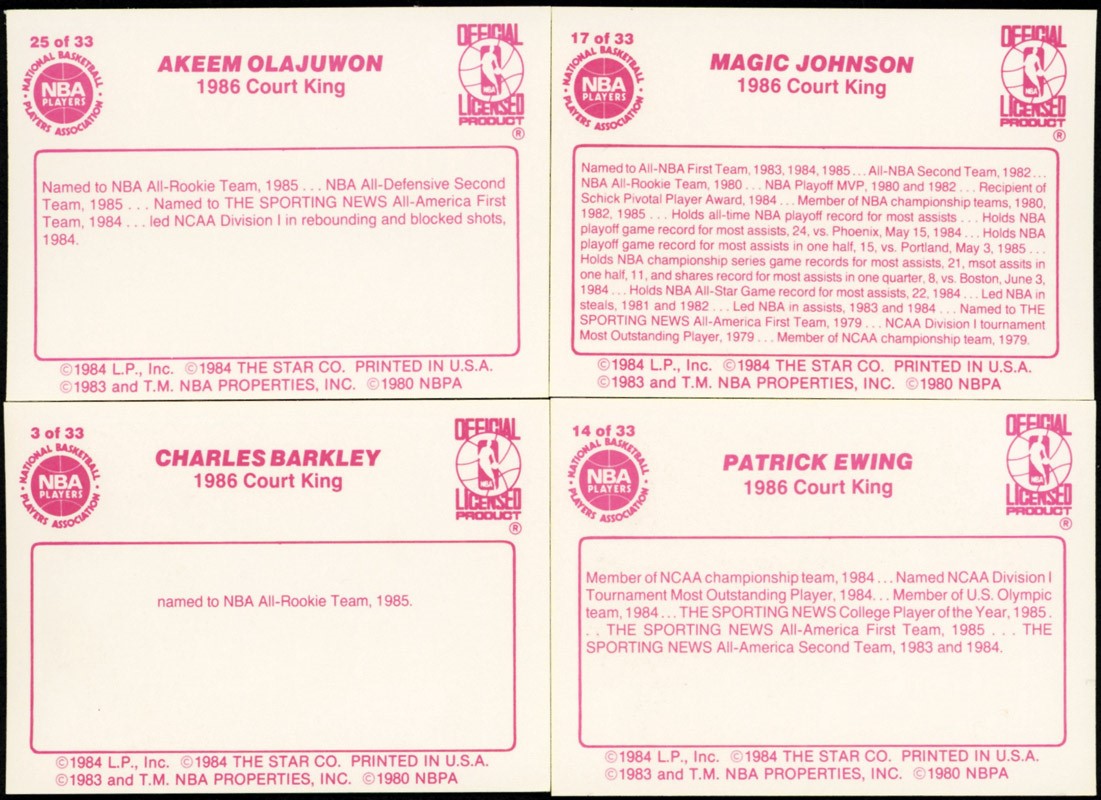 25 of 33
NATIONAL BASKETBALL
NBA
PLAYERS
PLAYERS ASSOCIATION
AKEEM OLAJUWON
1986 Court King
OFFICIAL
NBA
LICENSED
PRODUCT
®
Named to NBA All-Rookie Team, 1985 . . . NBA All-Defensive Second
Team, 1985 . . . Named to THE SPORTING NEWS All-America First
Team, 1984 . . . led NCAA Division I in rebounding and blocked shots,
1984.
©1984 L.P., Inc. ©1984 THE STAR CO. PRINTED IN U.S.A.
©1983 and T.M. NBA PROPERTIES, INC. ©1980 NBPA
17 of 33
NATIONAL BASKETBALL
NBA
PLAYERS
PLAYERS ASSOCIATION
MAGIC JOHNSON
1986 Court King
OFFICIAL
NBA
LICENSED
PRODUCT
®
Named to All-NBA First Team, 1983, 1984, 1985 . . . All-NBA Second Team, 1982 . . .
NBA All-Rookie Team, 1980 . . . NBA Playoff MVP, 1980 and 1982 . . . Recipient of
Schick Pivotal Player Award, 1984 . . . Member of NBA championship teams, 1980,
1982, 1985 . . . Holds all-time NBA playoff record for most assists . . . Holds NBA
playoff game record for most assists, 24, vs. Phoenix, May 15, 1984 . . . Holds NBA
playoff game record for most assists in one half, 15, vs. Portland, May 3, 1985 . . .
Holds NBA championship series game records for most assists, 21, msot assits in
one half, 11, and shares record for most assists in one quarter, 8, vs. Boston, June 3,
1984 . . . Holds NBA All-Star Game record for most assists, 22, 1984 . . . Led NBA in
steals, 1981 and 1982 . . . Led NBA in assists, 1983 and 1984 . . . Named to THE
SPORTING NEWS All-America First Team, 1979 . . . NCAA Division I tournament
Most Outstanding Player, 1979 . . . Member of NCAA championship team, 1979.
©1984 L.P., Inc. ©1984 THE STAR CO. PRINTED IN U.S.A.
©1983 and T.M. NBA PROPERTIES, INC. ©1980 NBPA
3 of 33
NATIONAL BASKETBALL
NBA
PLAYERS
PLAYERS ASSOCIATION
CHARLES BARKLEY
1986 Court King
OFFICIAL
NBA
LICENSED
PRODUCT
®
named to NBA All-Rookie Team, 1985.
©1984 L.P., Inc. ©1984 THE STAR CO. PRINTED IN U.S.A.
©1983 and T.M. NBA PROPERTIES, INC. ©1980 NBPA
14 of 33
NATIONAL BASKETBALL
NBA
PLAYERS
PLAYERS ASSOCIATION
PATRICK EWING
1986 Court King
OFFICIAL
NBA
LICENSED
PRODUCT
®
Member of NCAA championship team, 1984 . . . Named NCAA Division I
Tournament Most Outstanding Player, 1984 . . . Member of U.S. Olympic
team, 1984 . . . THE SPORTING NEWS College Player of the Year, 1985 .
. . THE SPORTING NEWS All-America First Team, 1985 . . . THE
SPORTING NEWS All-America Second Team, 1983 and 1984.
©1984 L.P., Inc. ©1984 THE STAR CO. PRINTED IN U.S.A.
©1983 and T.M. NBA PROPERTIES, INC. ©1980 NBPA